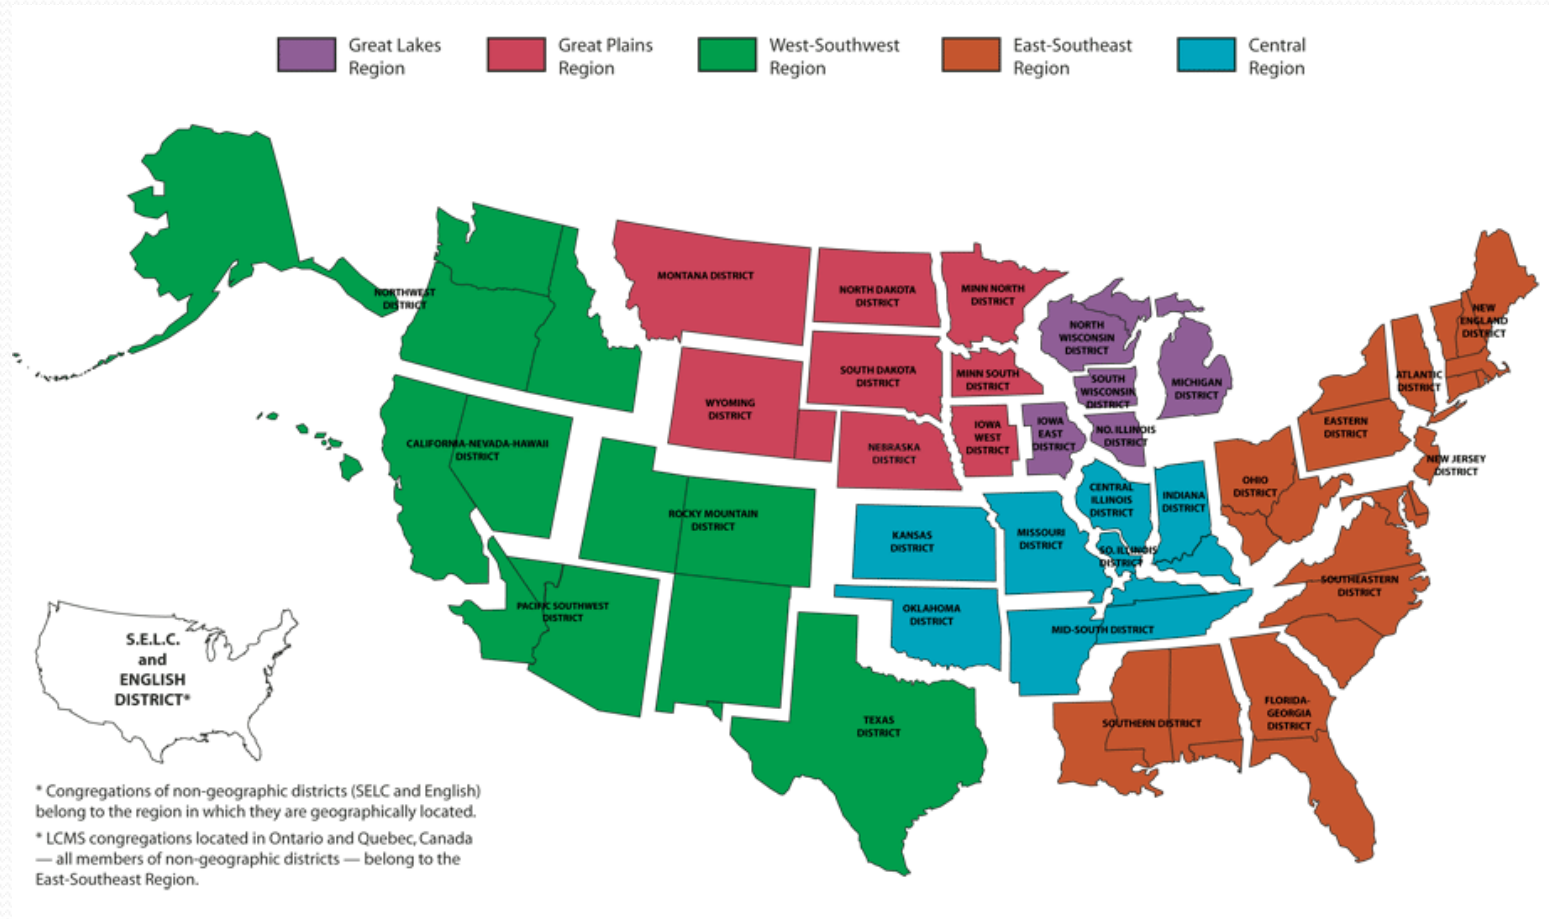 Great Lakes
Region
Great Plains
Region
West-Southwest
Region
East-Southeast
Region
Central
Region
NORTHWEST
DISTRICT
MONTANA DISTRICT
NORTH DAKOTA
DISTRICT
MINN NORTH
DISTRICT
NORTH
WISCONSIN
DISTRICT
NEW
ENGLAND
DISTRICT
SOUTH DAKOTA
DISTRICT
MINN SOUTH
DISTRICT
SOUTH
WISCONSIN
DISTRICT
MICHIGAN
DISTRICT
ATLANTIC
DISTRICT
WYOMING
DISTRICT
CALIFORNIA-NEVADA-HAWAII
DISTRICT
NEBRASKA
DISTRICT
IOWA
WEST
DISTRICT
IOWA
EAST
DISTRICT
NO. ILLINOIS
DISTRICT
EASTERN
DISTRICT
NEW JERSEY
DISTRICT
ROCKY MOUNTAIN
DISTRICT
KANSAS
DISTRICT
MISSOURI
DISTRICT
CENTRAL
ILLINOIS
DISTRICT
INDIANA
DISTRICT
OHIO
DISTRICT
SO. ILLINOIS
DISTRICT
PACIFIC SOUTHWEST
DISTRICT
OKLAHOMA
DISTRICT
MID-SOUTH DISTRICT
SOUTHEASTERN
DISTRICT
TEXAS
DISTRICT
SOUTHERN DISTRICT
FLORIDA-
GEORGIA
DISTRICT
S.E.L.C.
and
ENGLISH
DISTRICT*
* Congregations of non-geographic districts (SELC and English)
belong to the region in which they are geographically located.
* LCMS congregations located in Ontario and Quebec, Canada
— all members of non-geographic districts — belong to the
East-Southeast Region.